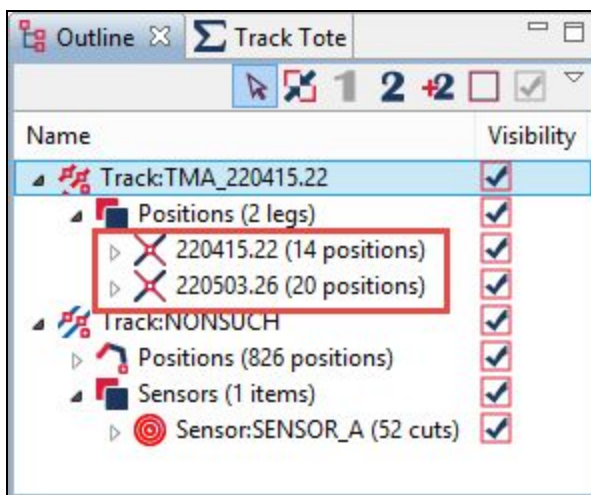 Outline Track Tote
1 2 +2
Name Visibility
Track:TMA_220415.22
Positions (2 legs)
220415.22 (14 positions)
220503.26 (20 positions)
Track:NONSUCH
Positions (826 positions)
Sensors (1 items)
Sensor:SENSOR_A (52 cuts)